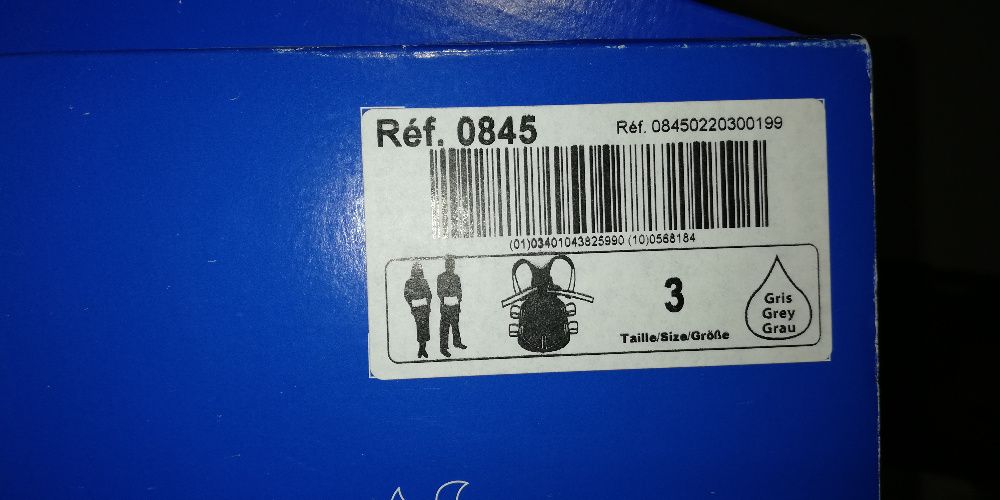 Réf. 0845
Réf. 08450220300199
(01)03401043825990 (10)0568184
3
Taille/Size/Größe
Gris
Grey
Grau